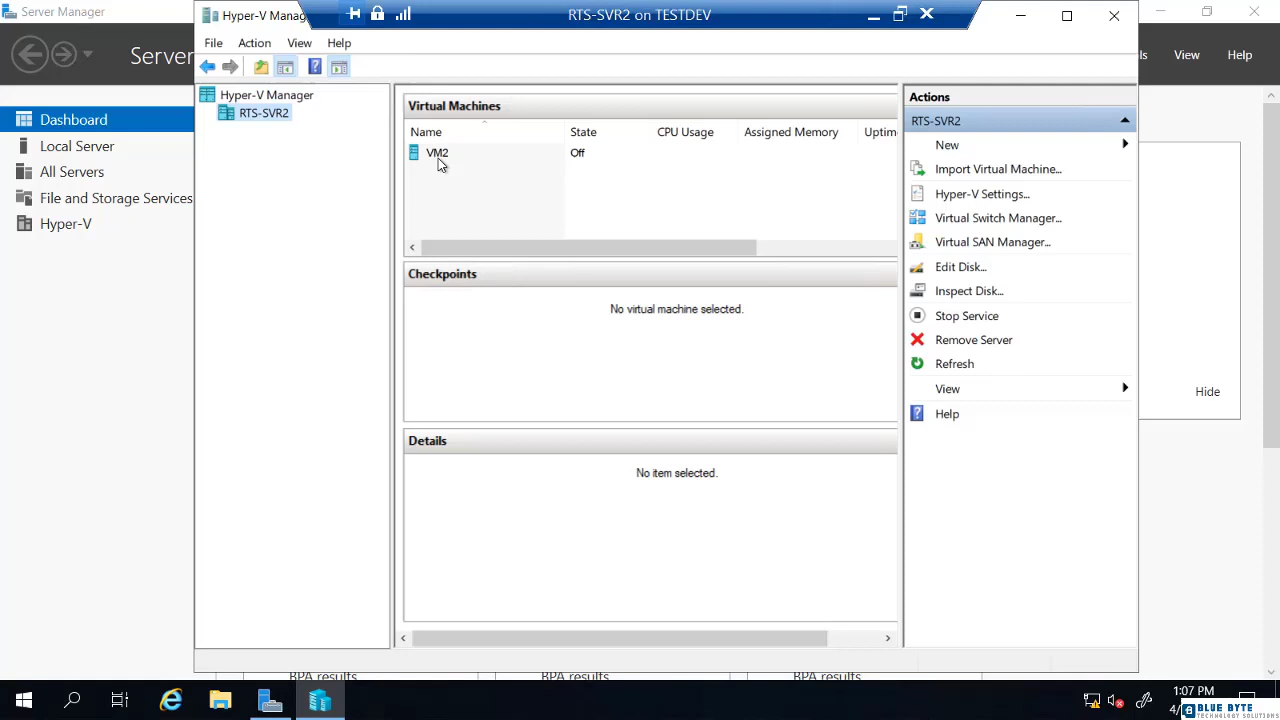 Server Manager
Hyper-V Manag
RTS-SVR2 on TESTDEV
File Action View Help
Server
ls View Help
Dashboard
Local Server
All Servers
File and Storage Services
Hyper-V
Hyper-V Manager
RTS-SVR2
Virtual Machines
Name State CPU Usage Assigned Memory Uptim
VM2 Off
Checkpoints
No virtual machine selected.
Details
No item selected.
Actions
RTS-SVR2
New
Import Virtual Machine...
Hyper-V Settings...
Virtual Switch Manager...
Virtual SAN Manager...
Edit Disk...
Inspect Disk...
Stop Service
Remove Server
Refresh
View
Help
Hide
BPA results BPA results BPA results
1:07 PM
4/
BLUE BYTE
TECHNOLOGY SOLUTIONS